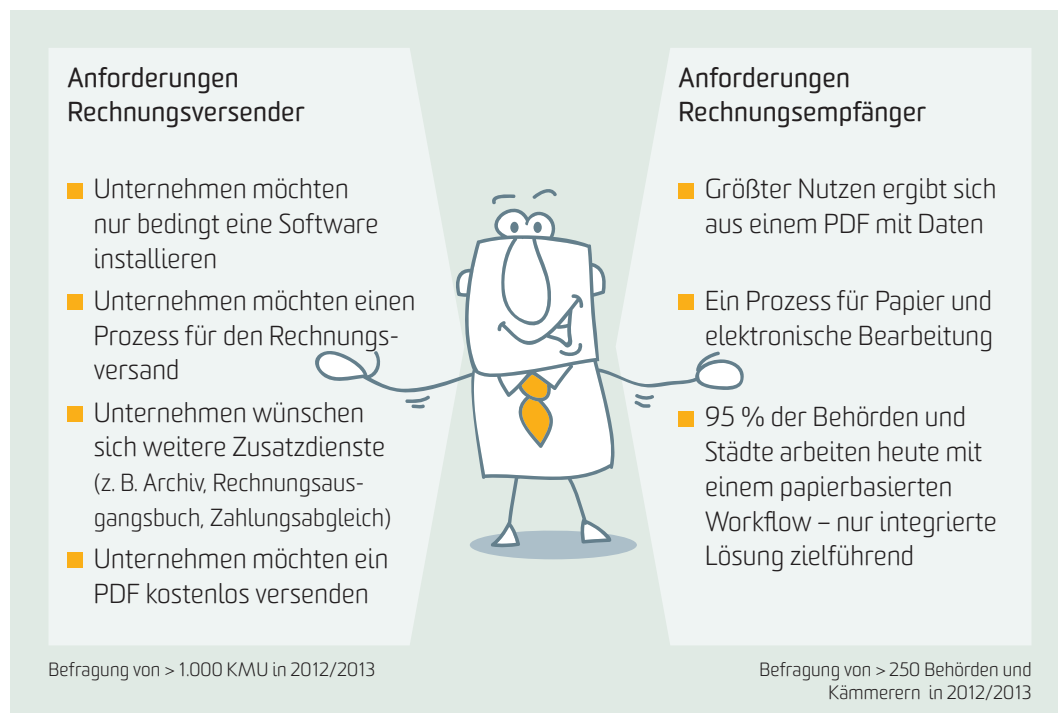 Anforderungen
Rechnungsversender
Unternehmen möchten
nur bedingt eine Software
installieren
Unternehmen möchten einen
Prozess für den Rechnungs-
versand
Unternehmen wünschen
sich weitere Zusatzdienste
(z. B. Archiv, Rechnungsaus-
gangsbuch, Zahlungsabgleich)
Unternehmen möchten ein
PDF kostenlos versenden
Befragung von > 1.000 KMU in 2012/2013
Anforderungen
Rechnungsempfänger
Größter Nutzen ergibt sich
aus einem PDF mit Daten
Ein Prozess für Papier und
elektronische Bearbeitung
95 % der Behörden und
Städte arbeiten heute mit
einem papierbasierten
Workflow – nur integrierte
Lösung zielführend
Befragung von > 250 Behörden und
Kämmerern in 2012/2013